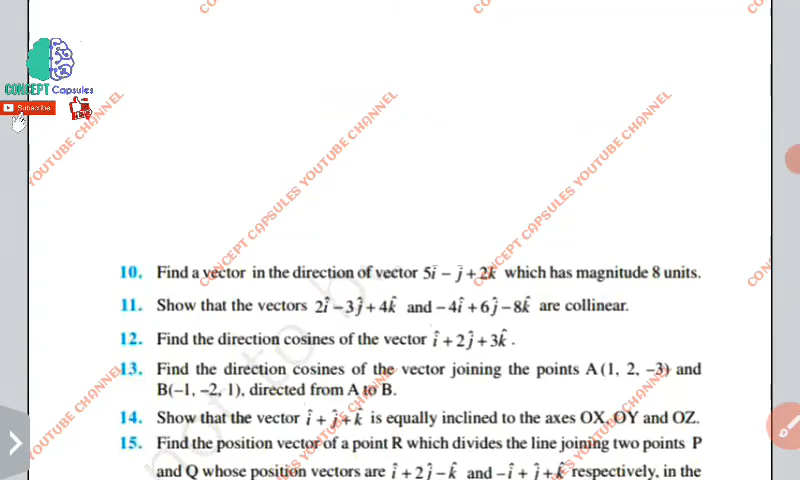 CONCEPT Capsules
Subscribe
CONCEPT CAPSULES YOUTUBE CHANNEL
10. Find a vector in the direction of vector 5î − ĵ + 2k̂ which has magnitude 8 units.
11. Show that the vectors 2î − 3ĵ + 4k̂ and − 4î + 6ĵ − 8k̂ are collinear.
12. Find the direction cosines of the vector î + 2ĵ + 3k̂ .
13. Find the direction cosines of the vector joining the points A (1, 2, −3) and
B(−1, −2, 1), directed from A to B.
14. Show that the vector î + ĵ + k̂ is equally inclined to the axes OX, OY and OZ.
15. Find the position vector of a point R which divides the line joining two points P
and Q whose position vectors are î + 2ĵ − k̂ and −î + ĵ + k̂ respectively, in the